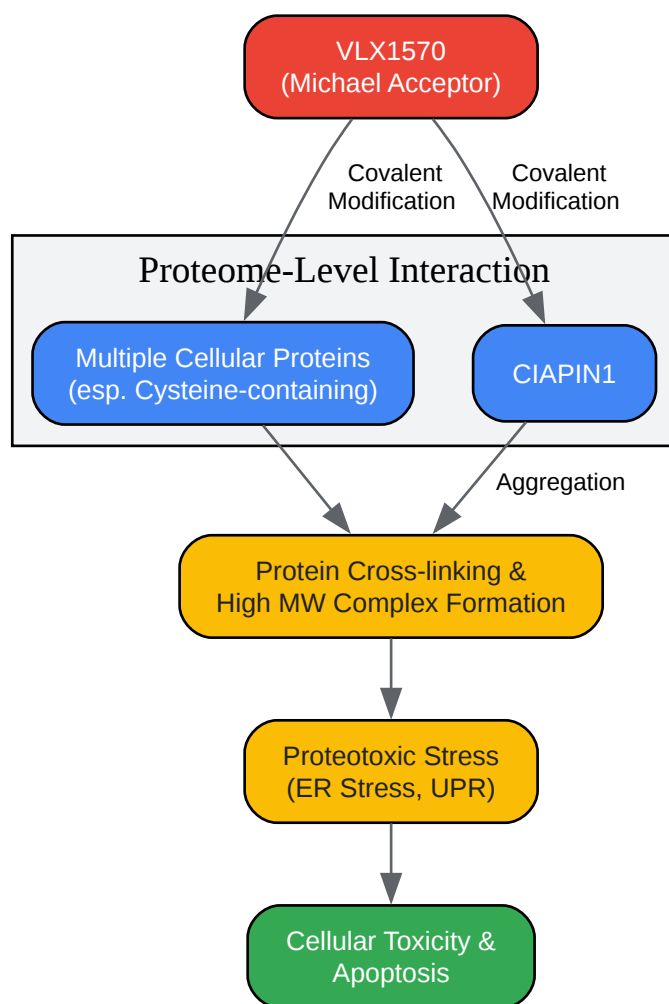 VLX1570
(Michael Acceptor)
Covalent
Modification
Covalent
Modification
Proteome-Level Interaction
Multiple Cellular Proteins
(esp. Cysteine-containing)
CIAPIN1
Aggregation
Protein Cross-linking &
High MW Complex Formation
Proteotoxic Stress
(ER Stress, UPR)
Cellular Toxicity &
Apoptosis